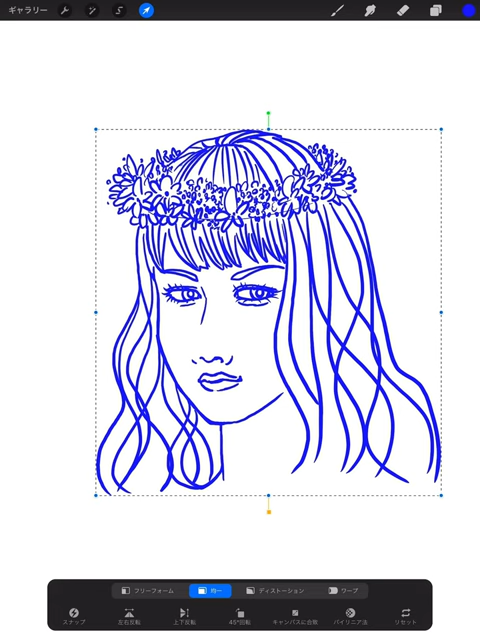 ギャラリー
フリーフォーム 均一 ディストーション ワープ
スナップ 左右反転 上下反転 45°回転 キャンバスに合致 バイリニア法 リセット